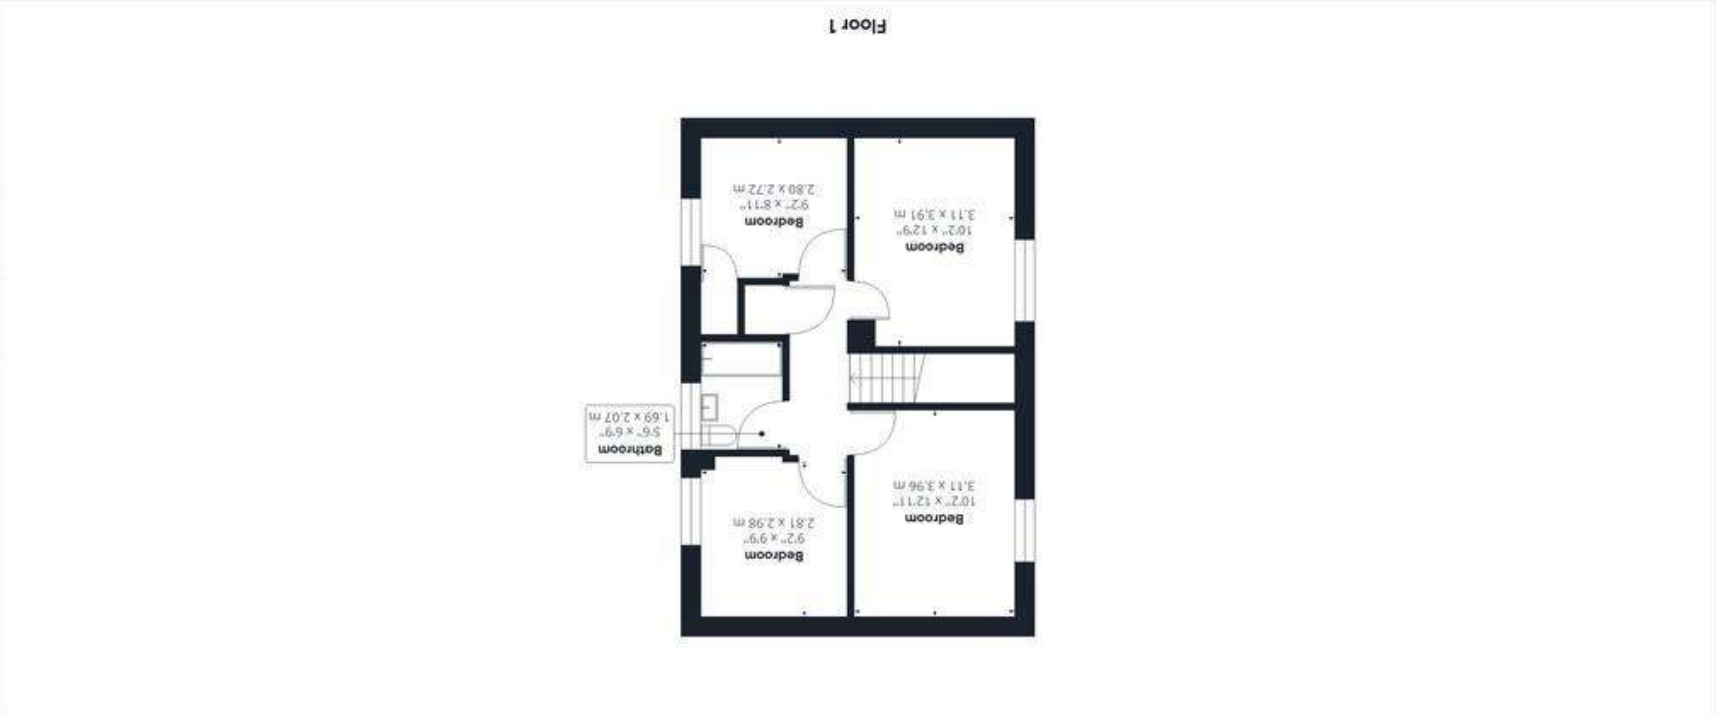 Bedroom
9'2" x 9'9"
2.81 x 2.98 m
Bedroom
10'2" x 12'11"
3.11 x 3.96 m
Bathroom
5'6" x 6'9"
1.69 x 2.07 m
Bedroom
10'2" x 12'9"
3.11 x 3.91 m
Bedroom
9'2" x 8'11"
2.80 x 2.72 m
Floor 1